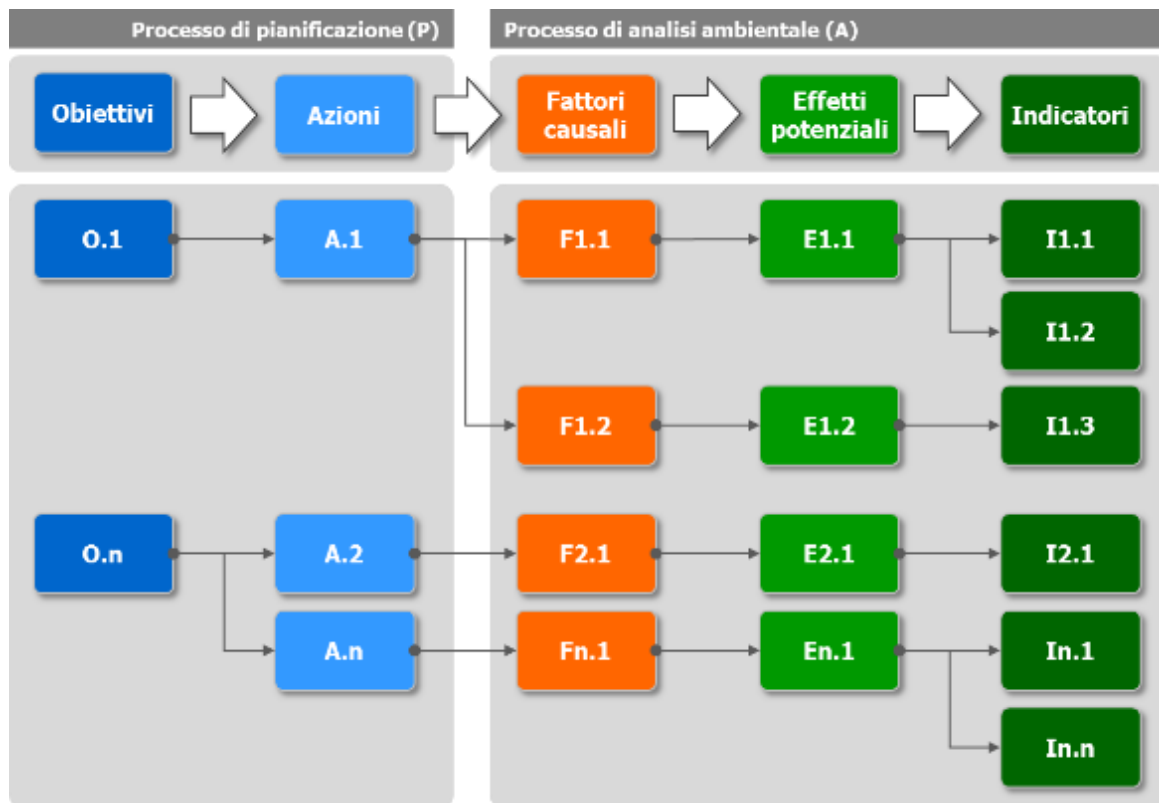 Processo di pianificazione (P)
Processo di analisi ambientale (A)
Obiettivi
Azioni
Fattori
causali
Effetti
potenziali
Indicatori
O.1
A.1
F1.1
E1.1
I1.1
I1.2
F1.2
E1.2
I1.3
O.n
A.2
F2.1
E2.1
I2.1
A.n
Fn.1
En.1
In.1
In.n